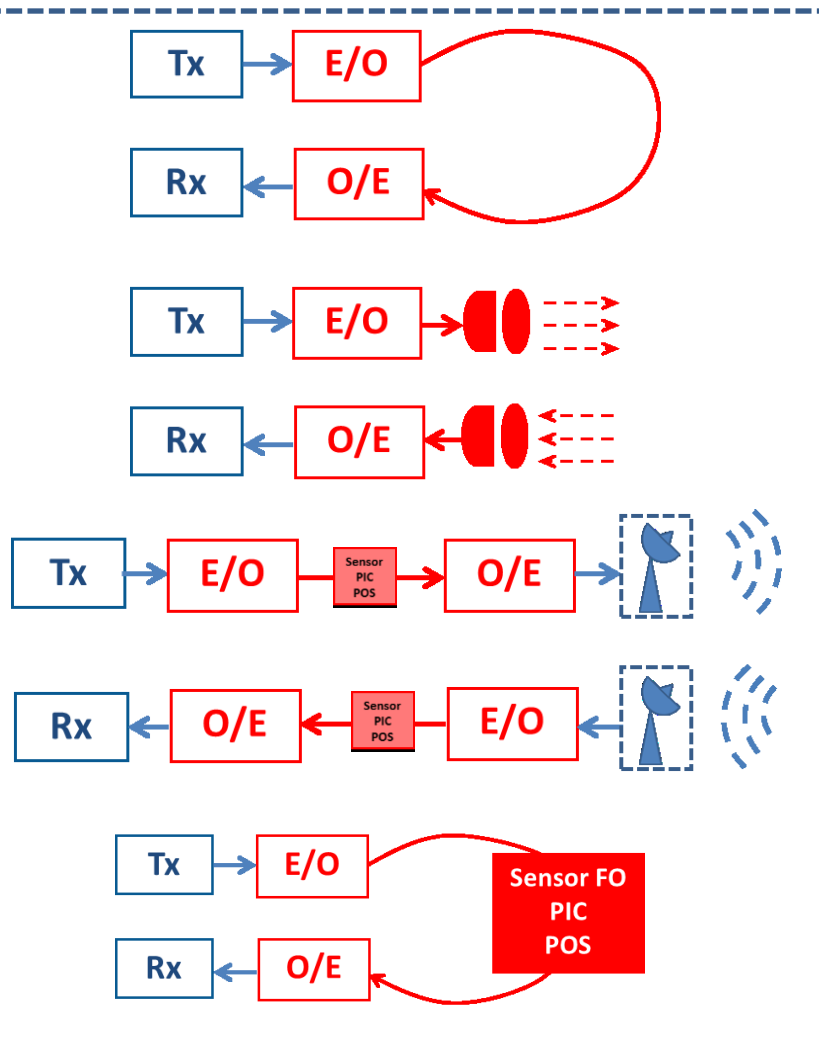 Tx
E/O
Rx
O/E
Tx
E/O
Rx
O/E
Tx
E/O
Sensor
PIC
POS
O/E
Rx
O/E
Sensor
PIC
POS
E/O
Tx
E/O
Sensor FO
PIC
POS
Rx
O/E